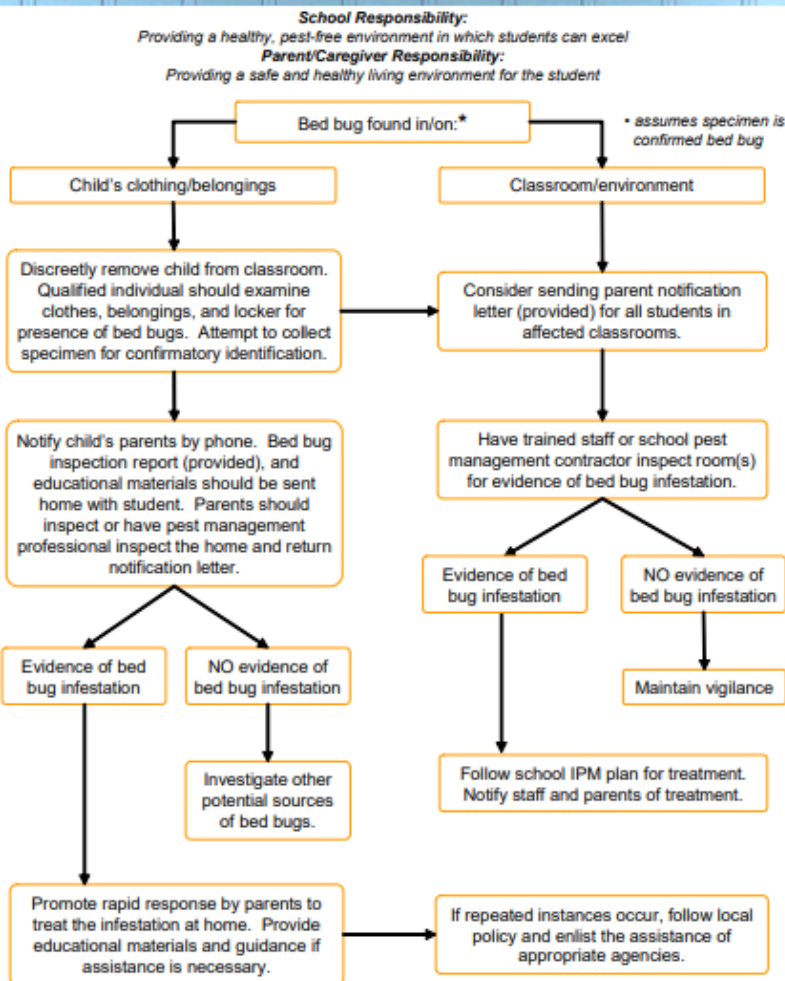 School Responsibility:
Providing a healthy, pest-free environment in which students can excel
Parent/Caregiver Responsibility:
Providing a safe and healthy living environment for the student
Bed bug found in/on:*
• assumes specimen is
confirmed bed bug
Child's clothing/belongings
Classroom/environment
Discreetly remove child from classroom.
Qualified individual should examine
clothes, belongings, and locker for
presence of bed bugs. Attempt to collect
specimen for confirmatory identification.
Consider sending parent notification
letter (provided) for all students in
affected classrooms.
Notify child's parents by phone. Bed bug
inspection report (provided), and
educational materials should be sent
home with student. Parents should
inspect or have pest management
professional inspect the home and return
notification letter.
Have trained staff or school pest
management contractor inspect room(s)
for evidence of bed bug infestation.
Evidence of bed
bug infestation
NO evidence of
bed bug infestation
Maintain vigilance
Evidence of bed
bug infestation
NO evidence of
bed bug infestation
Investigate other
potential sources
of bed bugs.
Follow school IPM plan for treatment.
Notify staff and parents of treatment.
Promote rapid response by parents to
treat the infestation at home. Provide
educational materials and guidance if
assistance is necessary.
If repeated instances occur, follow local
policy and enlist the assistance of
appropriate agencies.